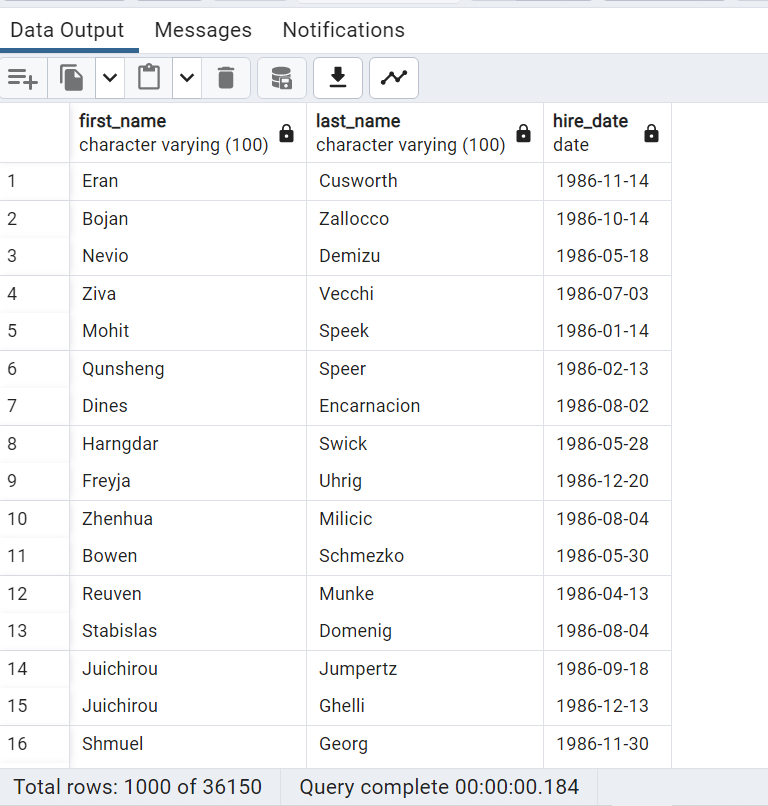 Data Output Messages Notifications
first_name last_name hire_date
character varying (100) character varying (100) date
1 Eran Cusworth 1986-11-14
2 Bojan Zallocco 1986-10-14
3 Nevio Demizu 1986-05-18
4 Ziva Vecchi 1986-07-03
5 Mohit Speek 1986-01-14
6 Qunsheng Speer 1986-02-13
7 Dines Encarnacion 1986-08-02
8 Harngdar Swick 1986-05-28
9 Freyja Uhrig 1986-12-20
10 Zhenhua Milicic 1986-08-04
11 Bowen Schmezko 1986-05-30
12 Reuven Munke 1986-04-13
13 Stabislas Domenig 1986-08-04
14 Juichirou Jumpertz 1986-09-18
15 Juichirou Ghelli 1986-12-13
16 Shmuel Georg 1986-11-30
Total rows: 1000 of 36150 Query complete 00:00:00.184